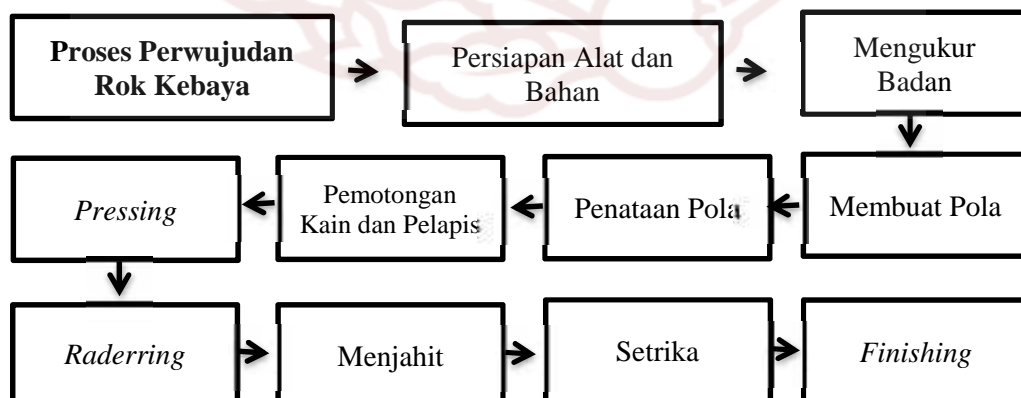 Proses Perwujudan
Rok Kebaya
Persiapan Alat dan
Bahan
Mengukur
Badan
Membuat Pola
Penataan Pola
Pemotongan
Kain dan Pelapis
Pressing
Raderring
Menjahit
Setrika
Finishing